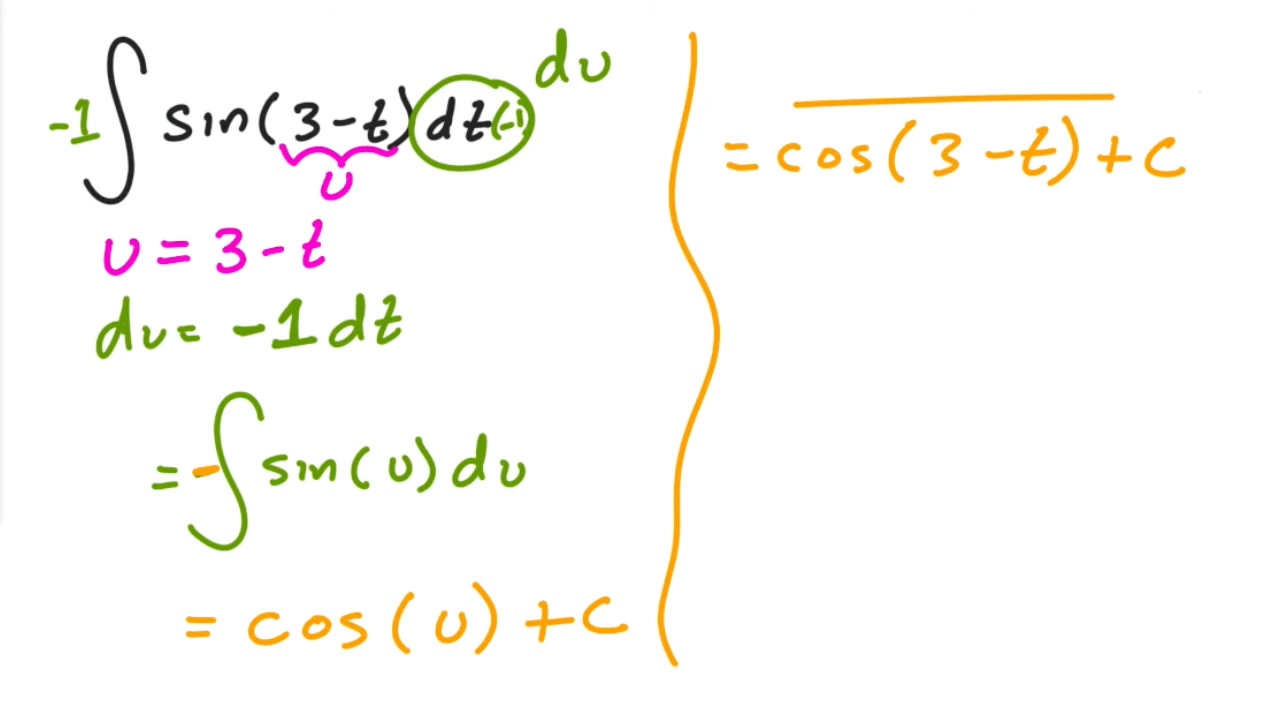 -1∫ sin(3-t) dt(-1) du
u
u = 3-t
du = -1 dt
= -∫ sin(u) du
= cos(u) + c
= cos(3-t) + c